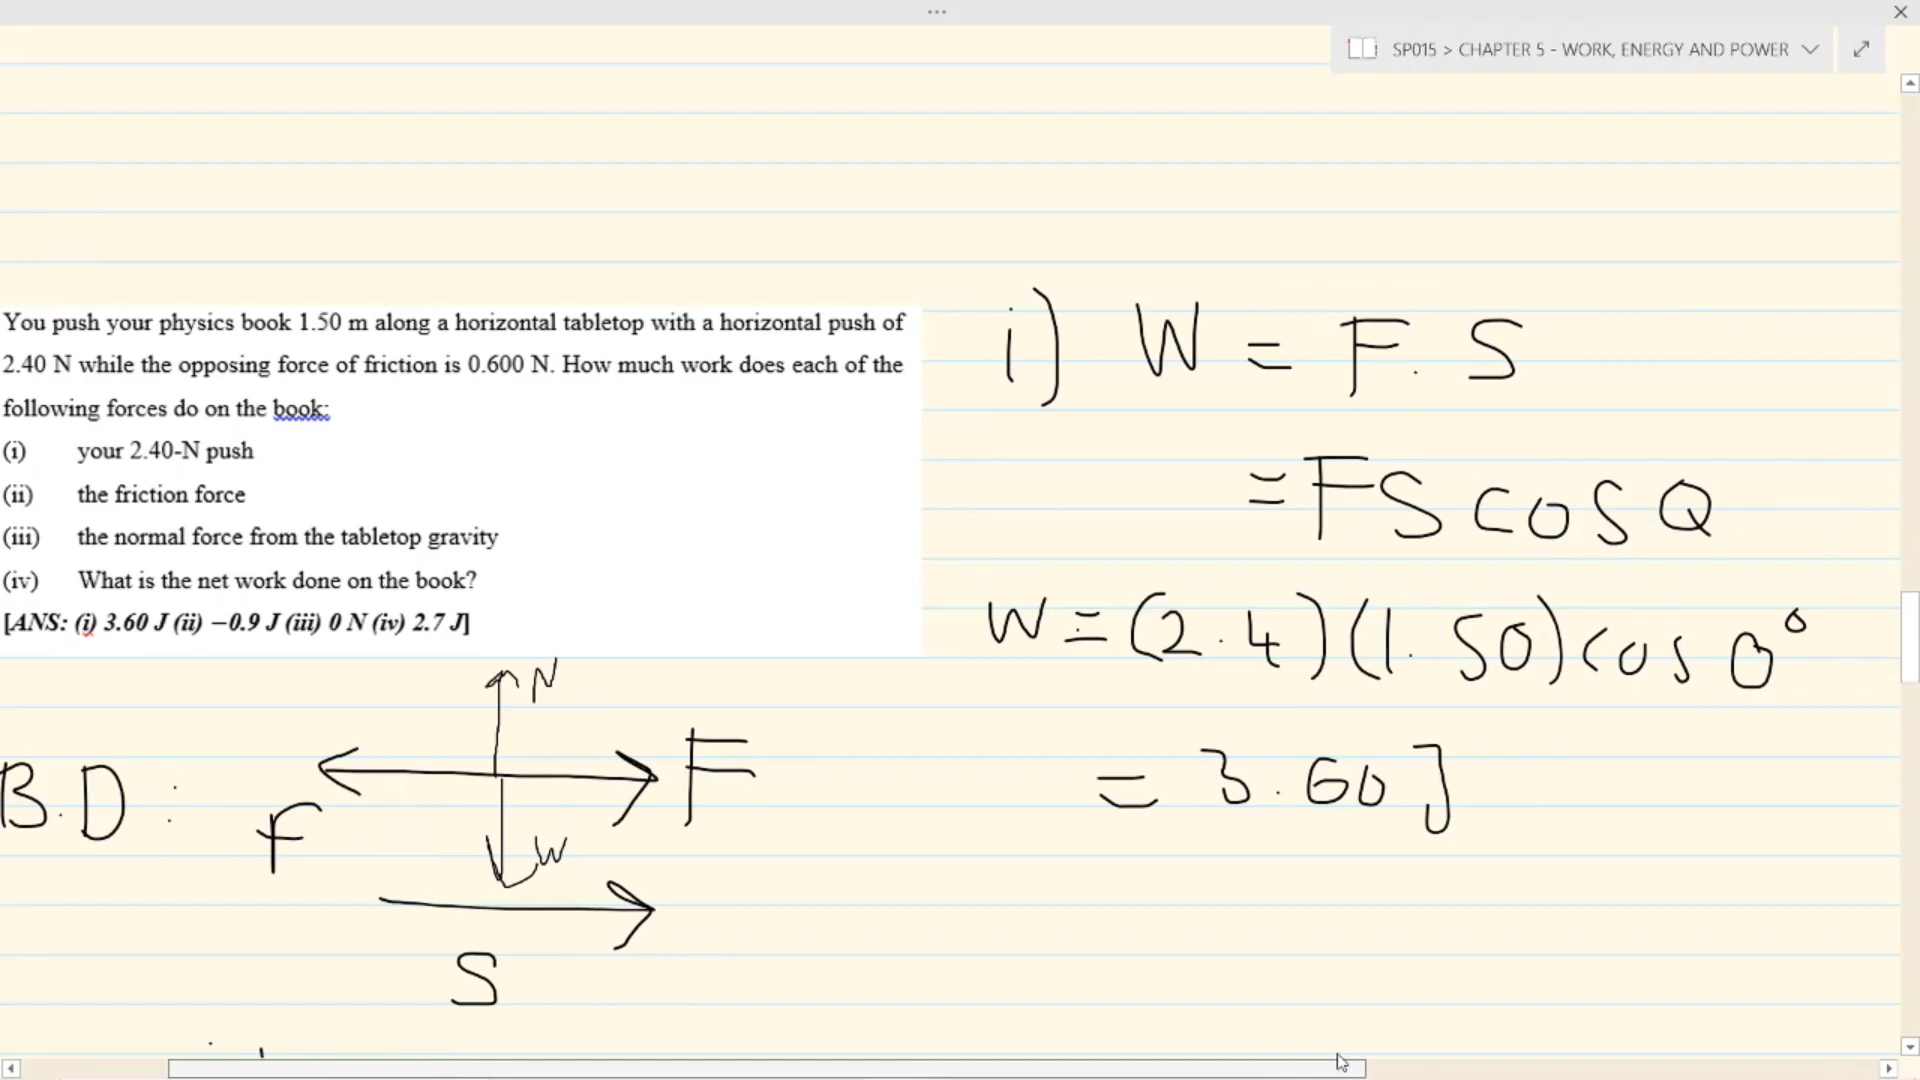 SP015 > CHAPTER 5 - WORK, ENERGY AND POWER
You push your physics book 1.50 m along a horizontal tabletop with a horizontal push of
2.40 N while the opposing force of friction is 0.600 N. How much work does each of the
following forces do on the book:
(i) your 2.40-N push
(ii) the friction force
(iii) the normal force from the tabletop gravity
(iv) What is the net work done on the book?
[ANS: (i) 3.60 J (ii) −0.9 J (iii) 0 N (iv) 2.7 J]
N
B.D :
f
F
W
S
i) W = F. S
= FS cos Q
W = (2.4)(1.50) cos 0°
= 3.60 J